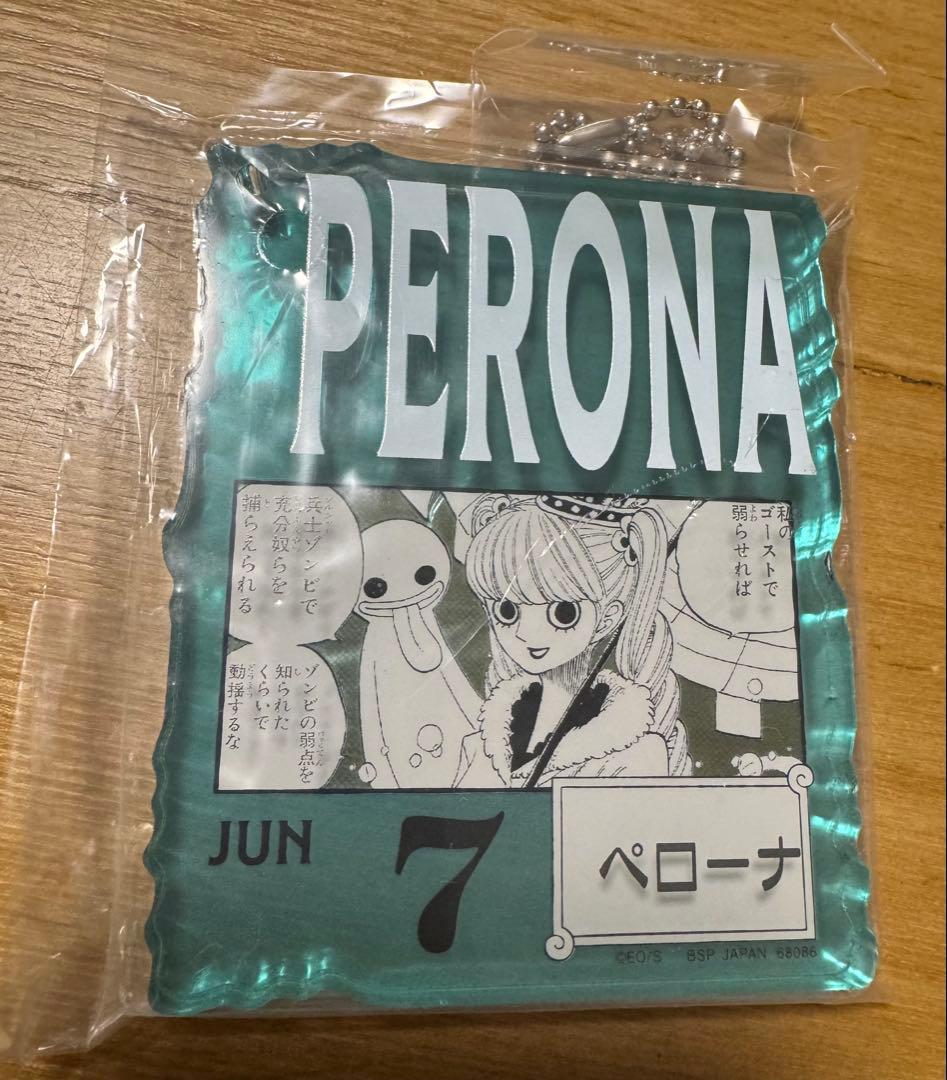 PERONA
私の
ゴーストで
弱らせれば
兵士ゾンビで
充分奴らを
捕らえられる
ゾンビの弱点を
知られた
くらいで
動揺するな
JUN 7
ペローナ
©EO/S BSP JAPAN 68086